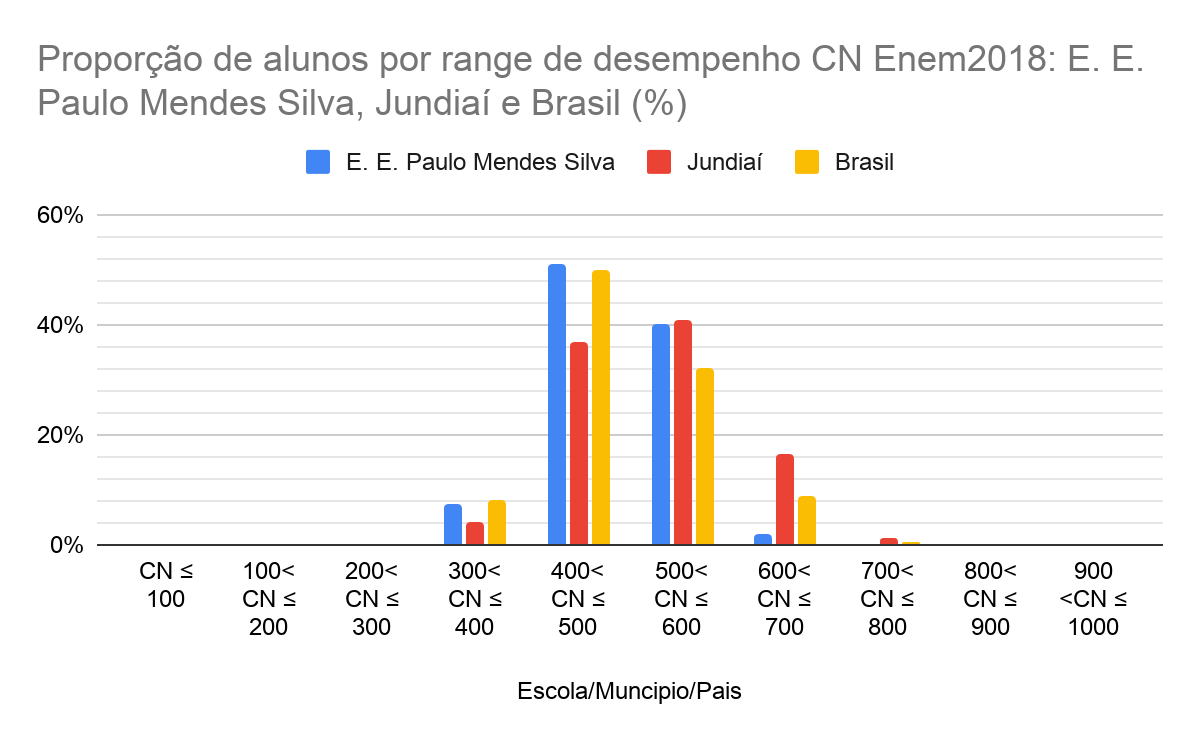 Proporção de alunos por range de desempenho CN Enem2018: E. E.
Paulo Mendes Silva, Jundiaí e Brasil (%)
E. E. Paulo Mendes Silva
Jundiaí
Brasil
60%
40%
20%
0%
CN ≤
100
100<
CN ≤
200
200<
CN ≤
300
300<
CN ≤
400
400<
CN ≤
500
500<
CN ≤
600
600<
CN ≤
700
700<
CN ≤
800
800<
CN ≤
900
900
<CN ≤
1000
Escola/Muncipio/Pais